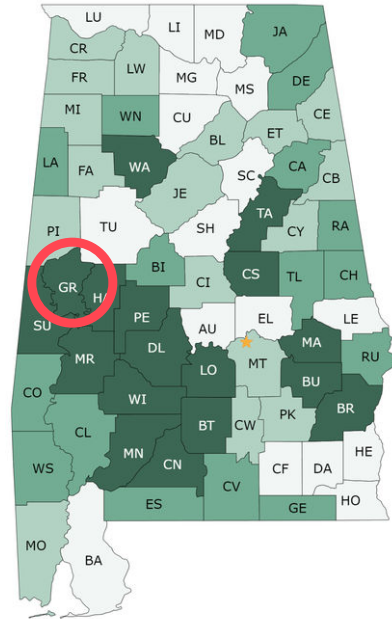 LU
LI
MD
JA
CR
LW
FR
MG
MS
DE
MI
WN
CU
BL
ET
CE
LA
FA
WA
SC
CA
CB
JE
TA
PI
TU
SH
CY
RA
GR
HA
BI
CI
CS
TL
CH
SU
PE
AU
EL
LE
MR
DL
LO
MT
MA
RU
CO
WI
BU
BR
CL
BT
CW
PK
WS
MN
CN
CF
DA
HE
CV
ES
GE
HO
MO
BA